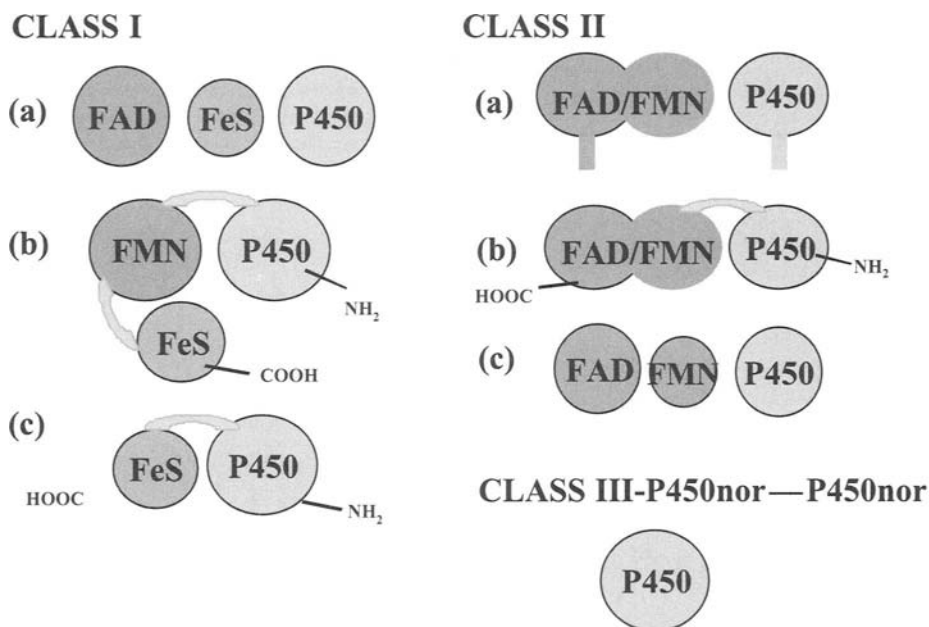 CLASS I
(a)
FAD
FeS
P450
(b)
FMN
P450
NH2
FeS
COOH
(c)
FeS
P450
HOOC
NH2
CLASS II
(a)
FAD/FMN
P450
(b)
FAD/FMN
P450
NH2
HOOC
(c)
FAD
FMN
P450
CLASS III-P450nor—P450nor
P450